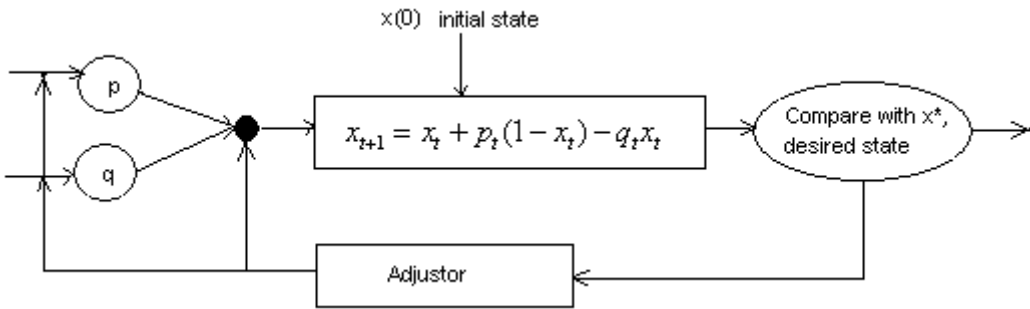 x(0) initial state
p
x_{t+1} = x_t + p_t(1 − x_t) − q_t x_t
Compare with x*,
desired state
q
Adjustor